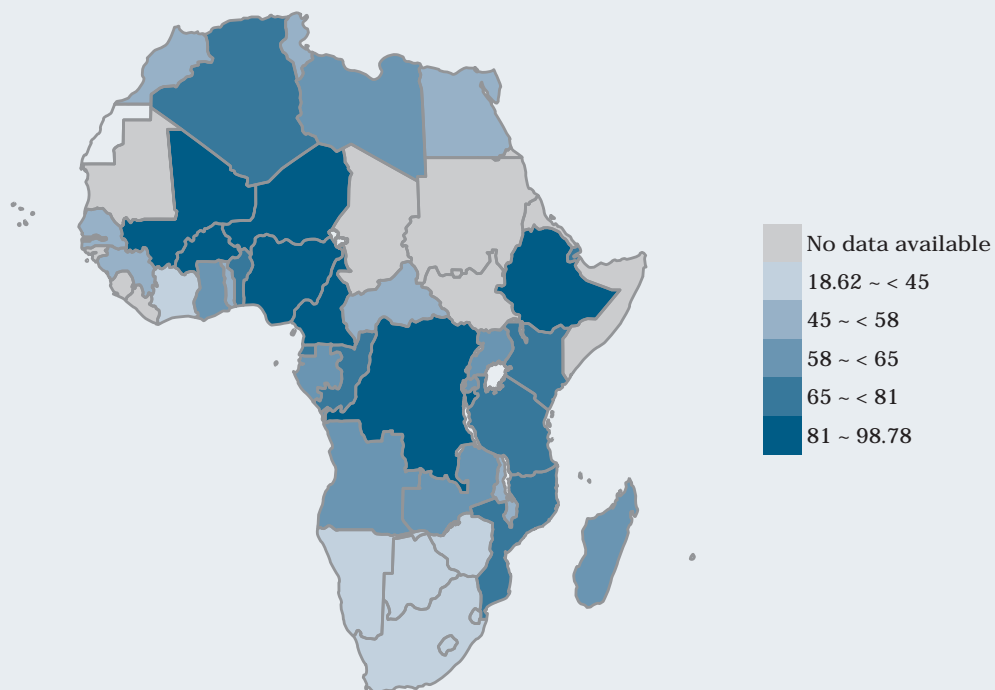 No data available
18.62 ~ < 45
45 ~ < 58
58 ~ < 65
65 ~ < 81
81 ~ 98.78